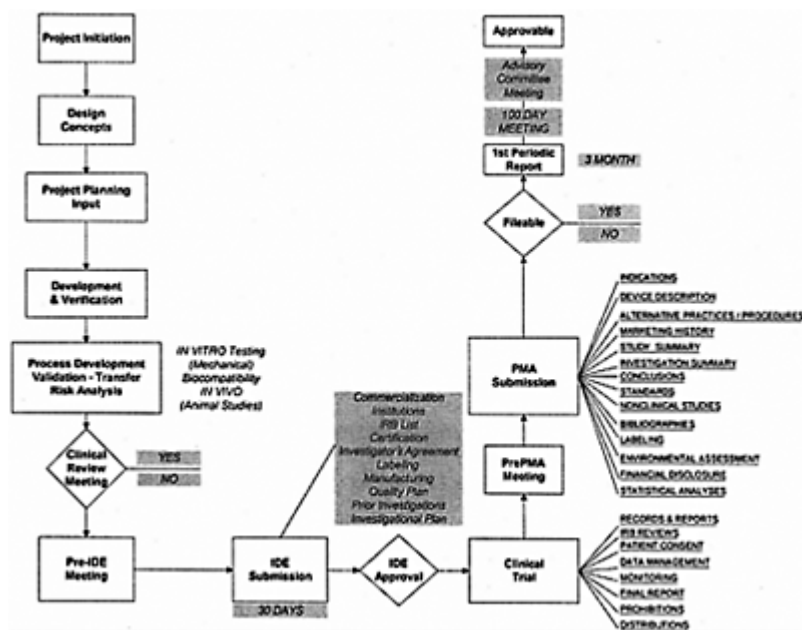 Project Initiation
Design
Concepts
Project Planning
Input
Development
& Verification
Process Development
Validation - Transfer
Risk Analysis
IN VITRO Testing
(Mechanical)
Biocompatibility
IN VIVO
(Animal Studies)
Clinical
Review
Meeting
YES
NO
Pre-IDE
Meeting
IDE
Submission
30 DAYS
Commercialization
Institutions
IRB List
Certification
Investigator's Agreement
Labeling
Manufacturing
Quality Plan
Prior Investigations
Investigational Plan
IDE
Approval
Clinical
Trial
RECORDS & REPORTS
IRB REVIEWS
PATIENT CONSENT
DATA MANAGEMENT
MONITORING
FINAL REPORT
PROHIBITIONS
DISTRIBUTIONS
PrePMA
Meeting
PMA
Submission
INDICATIONS
DEVICE DESCRIPTION
ALTERNATIVE PRACTICES / PROCEDURES
MARKETING HISTORY
STUDY SUMMARY
INVESTIGATION SUMMARY
CONCLUSIONS
STANDARDS
NONCLINICAL STUDIES
BIBLIOGRAPHIES
LABELING
ENVIRONMENTAL ASSESSMENT
FINANCIAL DISCLOSURE
STATISTICAL ANALYSES
Fileable
YES
NO
1st Periodic
Report
3 MONTH
100 DAY
MEETING
Advisory
Committee
Meeting
Approvable